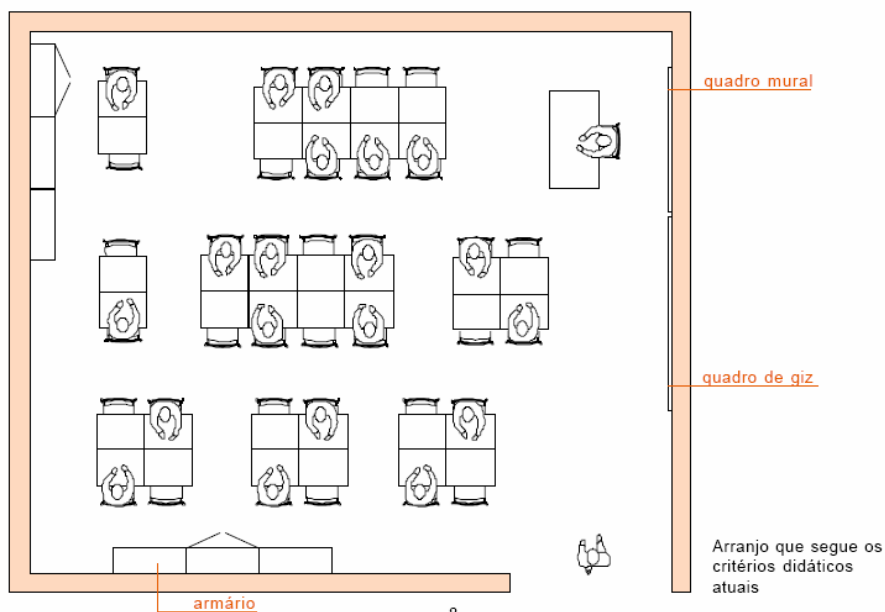 quadro mural
quadro de giz
Arranjo que segue os
critérios didáticos
atuais
armário